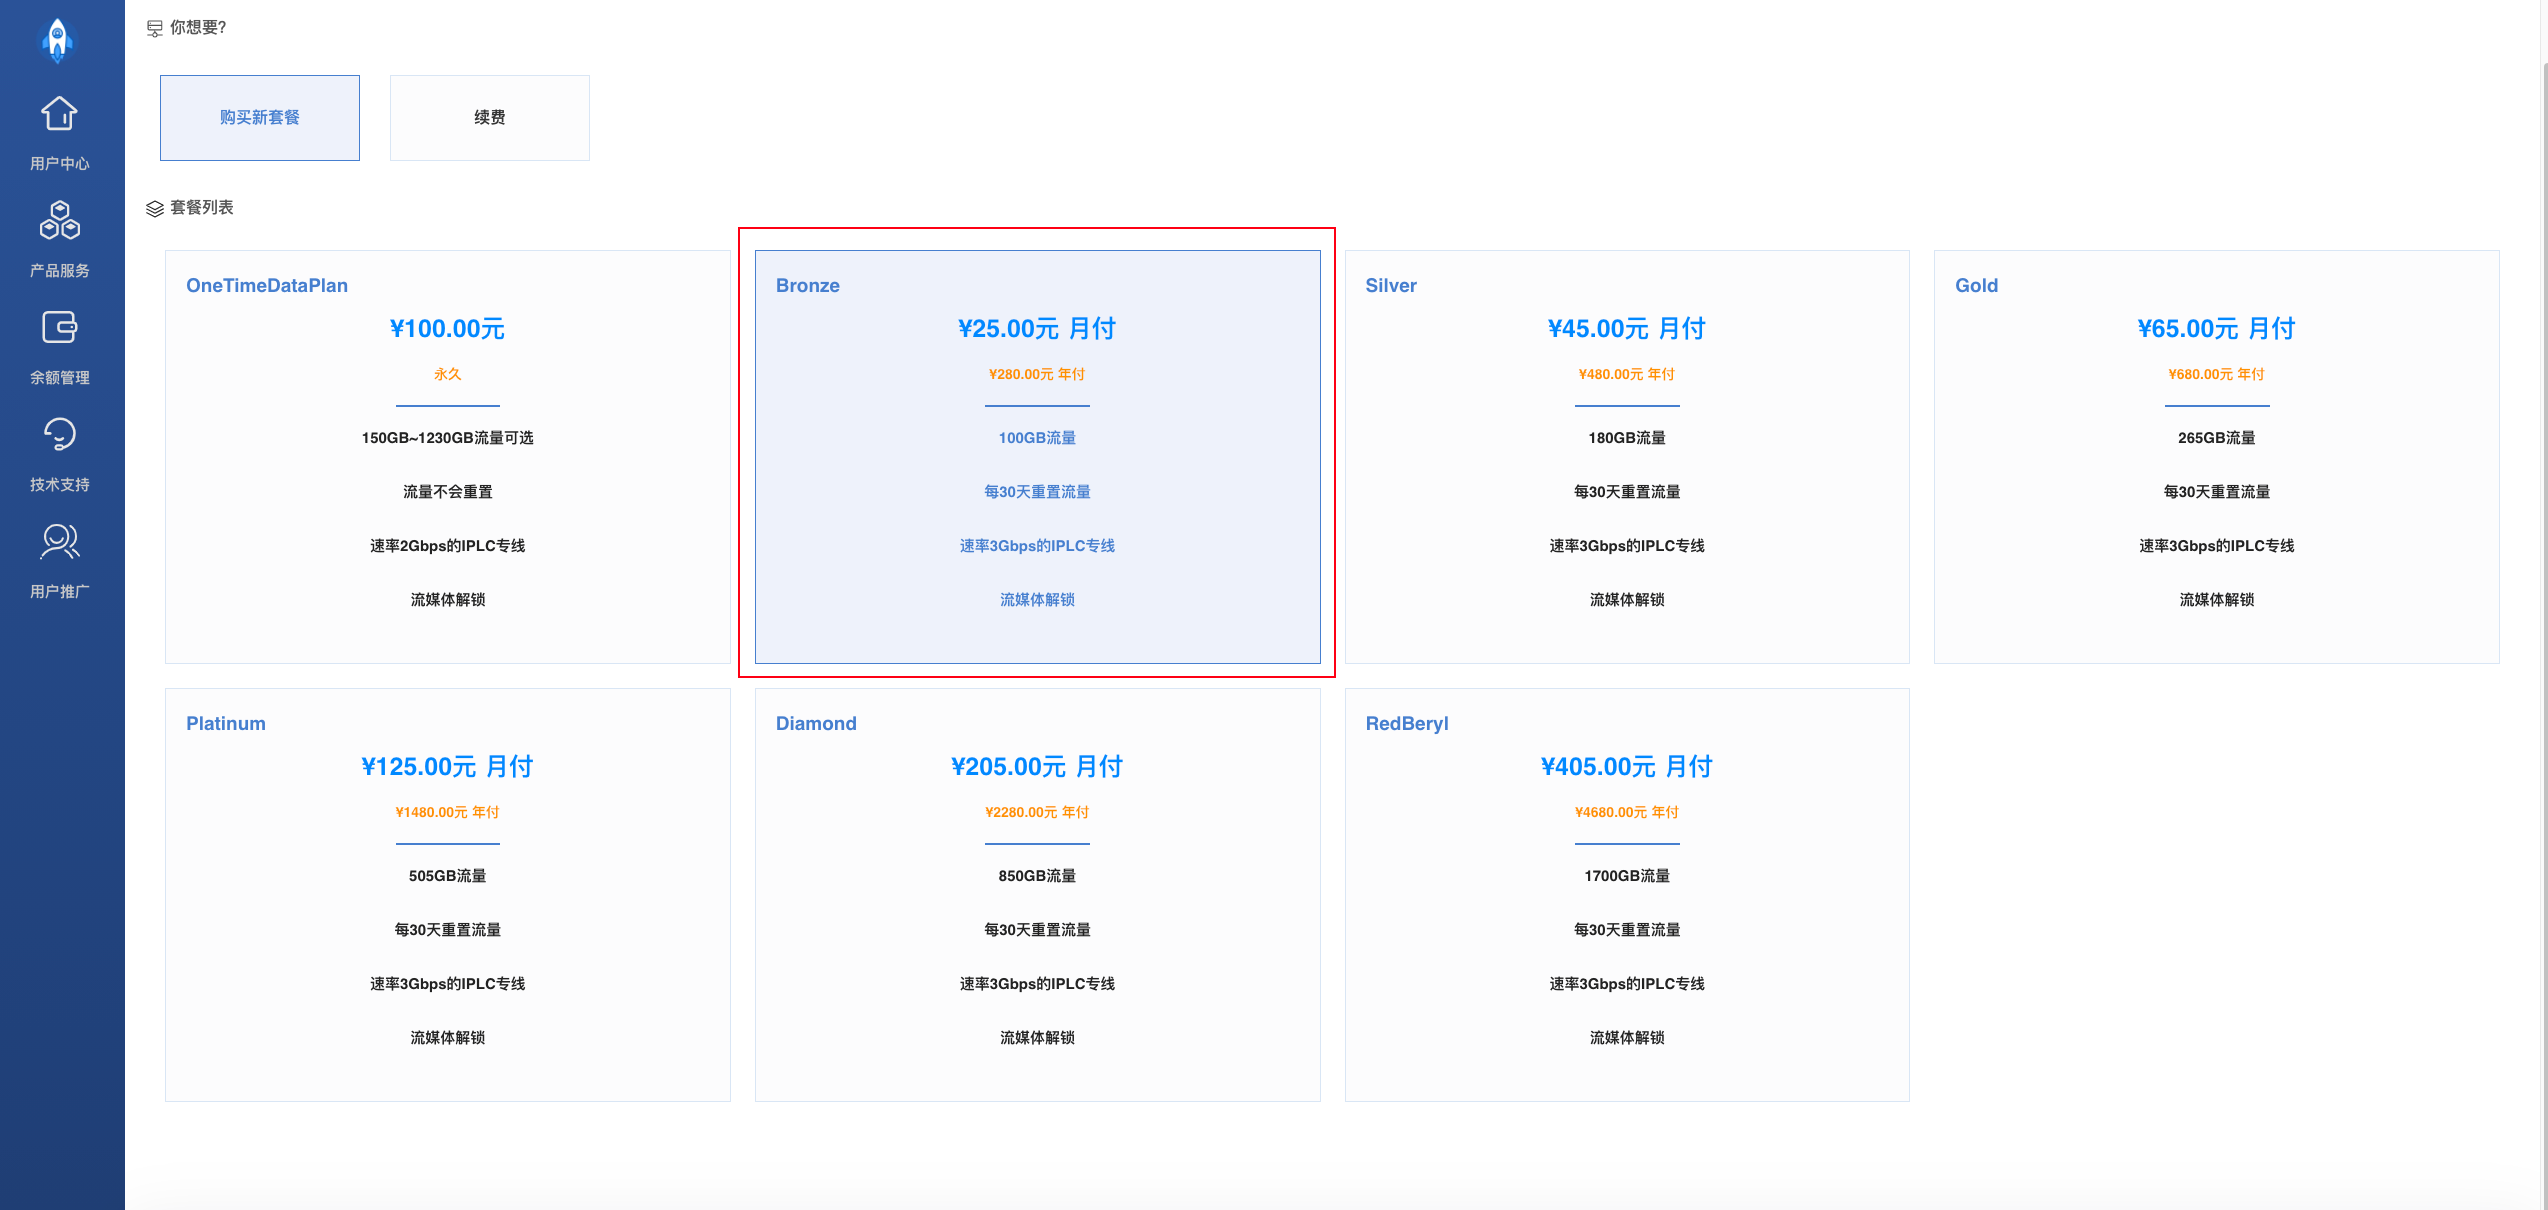 你想要?
购买新套餐
续费
用户中心
产品服务
余额管理
技术支持
用户推广
套餐列表
OneTimeDataPlan
¥100.00元
永久
150GB~1230GB流量可选
流量不会重置
速率2Gbps的IPLC专线
流媒体解锁
Bronze
¥25.00元 月付
¥280.00元 年付
100GB流量
每30天重置流量
速率3Gbps的IPLC专线
流媒体解锁
Silver
¥45.00元 月付
¥480.00元 年付
180GB流量
每30天重置流量
速率3Gbps的IPLC专线
流媒体解锁
Gold
¥65.00元 月付
¥680.00元 年付
265GB流量
每30天重置流量
速率3Gbps的IPLC专线
流媒体解锁
Platinum
¥125.00元 月付
¥1480.00元 年付
505GB流量
每30天重置流量
速率3Gbps的IPLC专线
流媒体解锁
Diamond
¥205.00元 月付
¥2280.00元 年付
850GB流量
每30天重置流量
速率3Gbps的IPLC专线
流媒体解锁
RedBeryl
¥405.00元 月付
¥4680.00元 年付
1700GB流量
每30天重置流量
速率3Gbps的IPLC专线
流媒体解锁